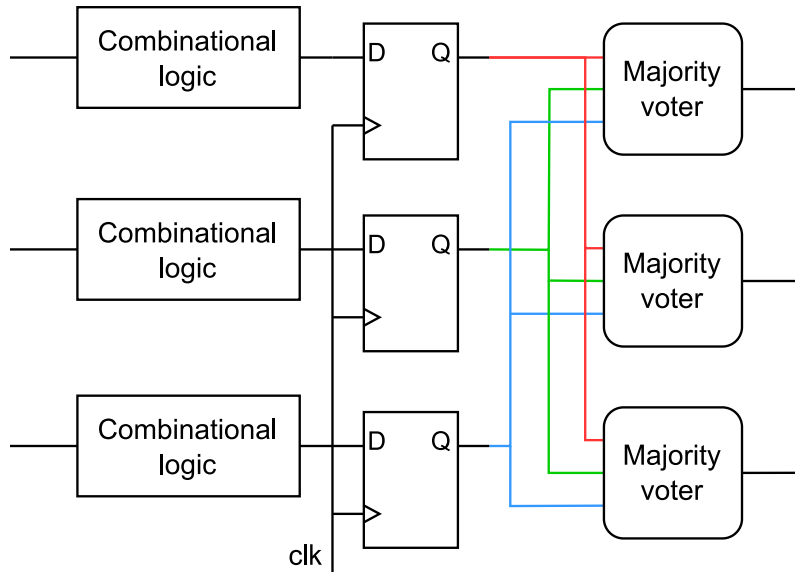 Combinational
logic
D
Q
Majority
voter
Combinational
logic
D
Q
Majority
voter
Combinational
logic
D
Q
Majority
voter
clk